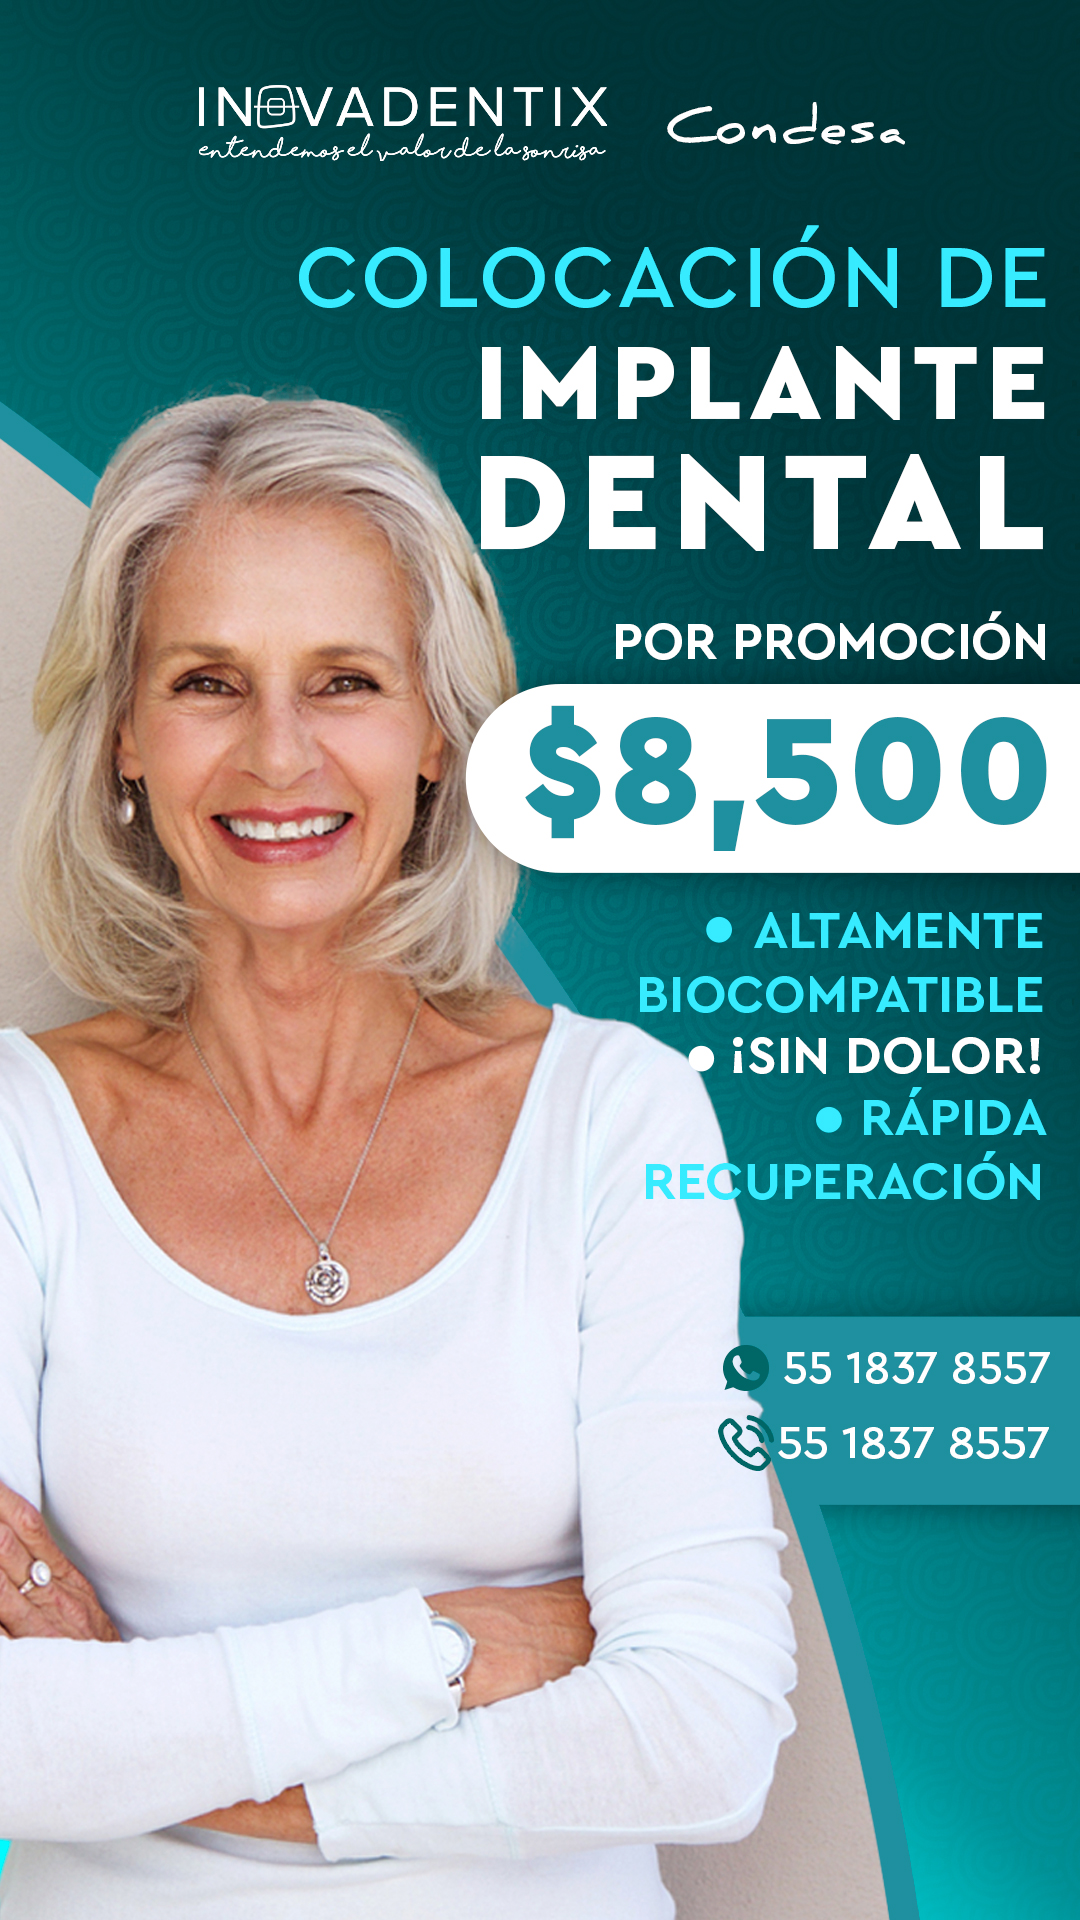 INOVADENTIX
entendemos el valor de la sonrisa
Condesa
COLOCACIÓN DE
IMPLANTE
DENTAL
POR PROMOCIÓN
$8,500
• ALTAMENTE
BIOCOMPATIBLE
• ¡SIN DOLOR!
• RÁPIDA
RECUPERACIÓN
55 1837 8557
55 1837 8557